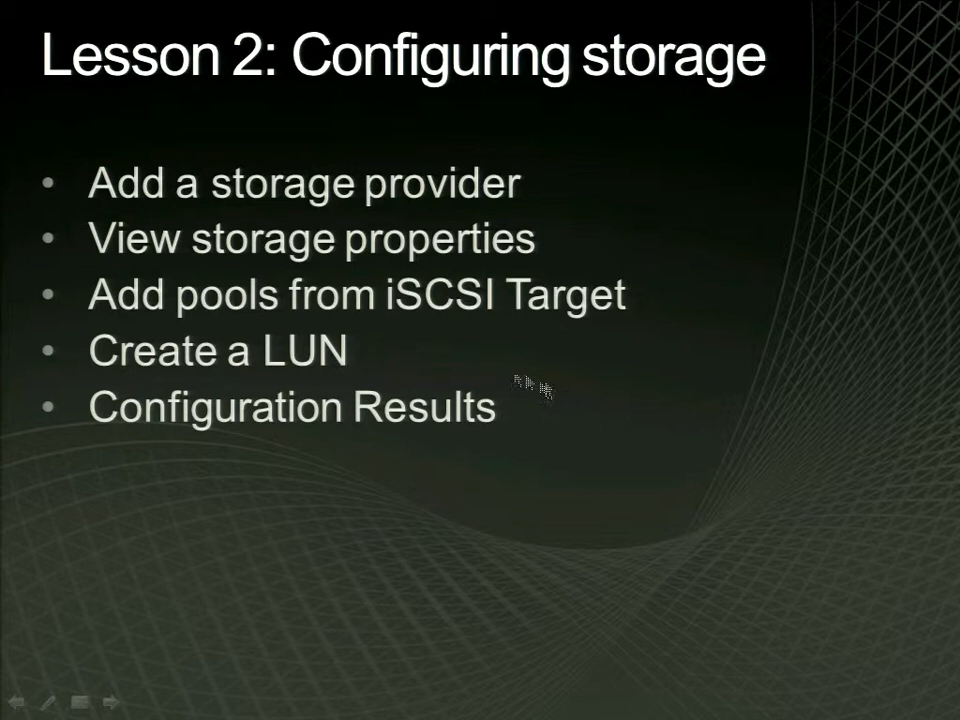 Lesson 2: Configuring storage
• Add a storage provider
• View storage properties
• Add pools from iSCSI Target
• Create a LUN
• Configuration Results